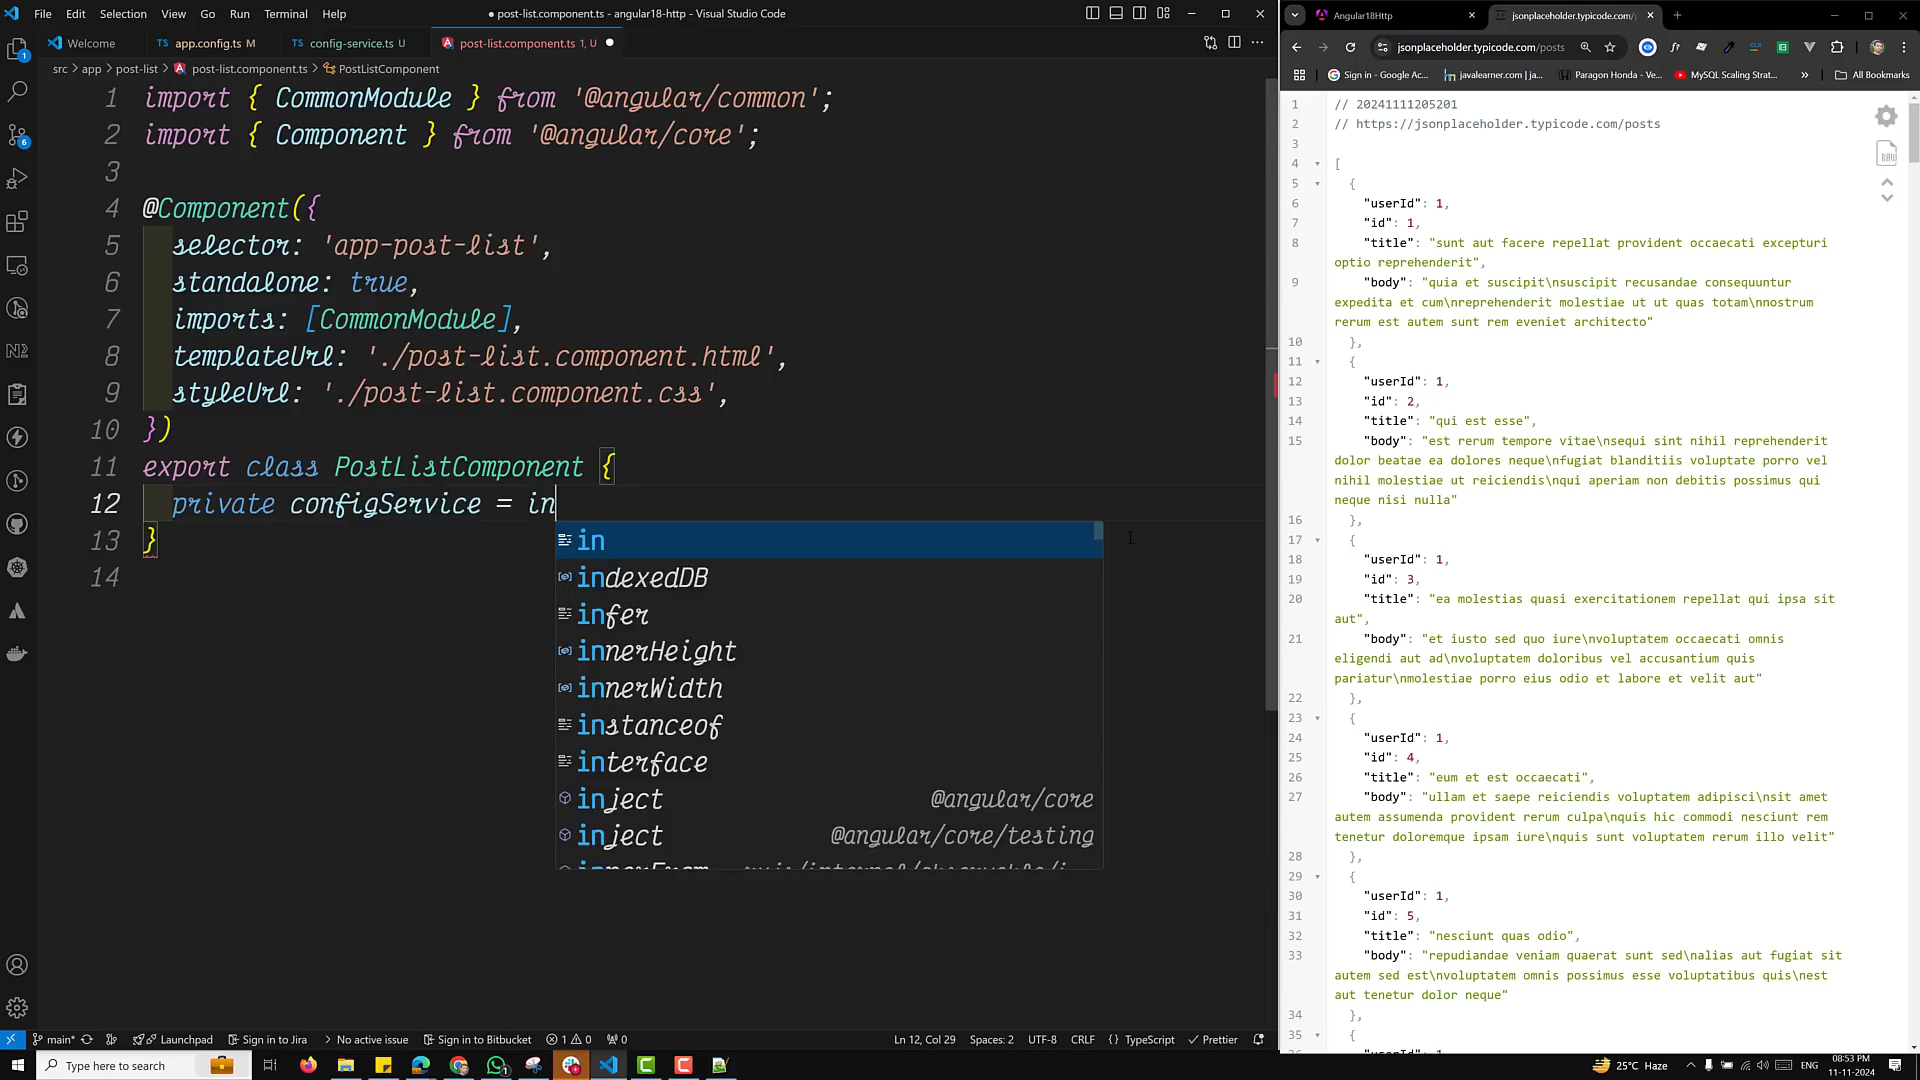 File Edit Selection View Go Run Terminal Help
● post-list.component.ts - angular18-http - Visual Studio Code
Welcome
TS app.config.ts M
TS config-service.ts U
post-list.component.ts 1, U ●
src > app > post-list > post-list.component.ts > PostListComponent
1 import { CommonModule } from '@angular/common';
2 import { Component } from '@angular/core';
3
4 @Component({
5 selector: 'app-post-list',
6 standalone: true,
7 imports: [CommonModule],
8 templateUrl: './post-list.component.html',
9 styleUrl: './post-list.component.css',
10 })
11 export class PostListComponent {
12 private configService = in
13 }
14
in
indexedDB
infer
innerHeight
innerWidth
instanceof
interface
inject @angular/core
inject @angular/core/testing
main*
Launchpad
Sign in to Jira
No active issue
Sign in to Bitbucket
1 0
0
Ln 12, Col 29
Spaces: 2
UTF-8
CRLF
{} TypeScript
Prettier
Angular18Http
jsonplaceholder.typicode.com/
jsonplaceholder.typicode.com/posts
Sign in - Google Ac...
javalearner.com | ja...
Paragon Honda - Ve...
MySQL Scaling Strat...
»
All Bookmarks
RAW
1 // 20241111205201
2 // https://jsonplaceholder.typicode.com/posts
3
4 [
5 {
6 "userId": 1,
7 "id": 1,
8 "title": "sunt aut facere repellat provident occaecati excepturi
optio reprehenderit",
9 "body": "quia et suscipit\nsuscipit recusandae consequuntur
expedita et cum\nreprehenderit molestiae ut ut quas totam\nnostrum
rerum est autem sunt rem eveniet architecto"
10 },
11 {
12 "userId": 1,
13 "id": 2,
14 "title": "qui est esse",
15 "body": "est rerum tempore vitae\nsequi sint nihil reprehenderit
dolor beatae ea dolores neque\nfugiat blanditiis voluptate porro vel
nihil molestiae ut reiciendis\nqui aperiam non debitis possimus qui
neque nisi nulla"
16 },
17 {
18 "userId": 1,
19 "id": 3,
20 "title": "ea molestias quasi exercitationem repellat qui ipsa sit
aut",
21 "body": "et iusto sed quo iure\nvoluptatem occaecati omnis
eligendi aut ad\nvoluptatem doloribus vel accusantium quis
pariatur\nmolestiae porro eius odio et labore et velit aut"
22 },
23 {
24 "userId": 1,
25 "id": 4,
26 "title": "eum et est occaecati",
27 "body": "ullam et saepe reiciendis voluptatem adipisci\nsit amet
autem assumenda provident rerum culpa\nquis hic commodi nesciunt rem
tenetur doloremque ipsam iure\nquis sunt voluptatem rerum illo velit"
28 },
29 {
30 "userId": 1,
31 "id": 5,
32 "title": "nesciunt quas odio",
33 "body": "repudiandae veniam quaerat sunt sed\nalias aut fugiat sit
autem sed est\nvoluptatem omnis possimus esse voluptatibus quis\nest
aut tenetur dolor neque"
34 },
35 {
Type here to search
25°C Haze
ENG
08:53 PM
11-11-2024